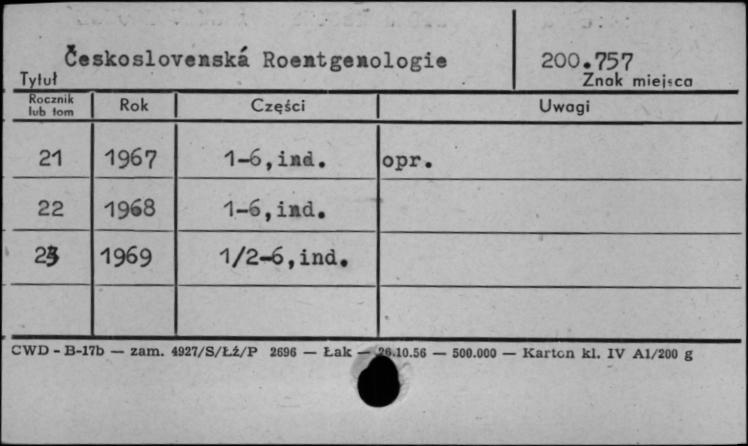 Československá Roentgenologie 200.757
Tytuł Znak miejsca
Rocznik lub tom Rok Części Uwagi
21 1967 1-6,ind. opr.
22 1968 1-6,ind.
23 1969 1/2-6,ind.
CWD - B-17b — zam. 4927/S/Łź/P 2696 — Łak — 26.10.56 — 500.000 — Karton kl. IV A1/200 g